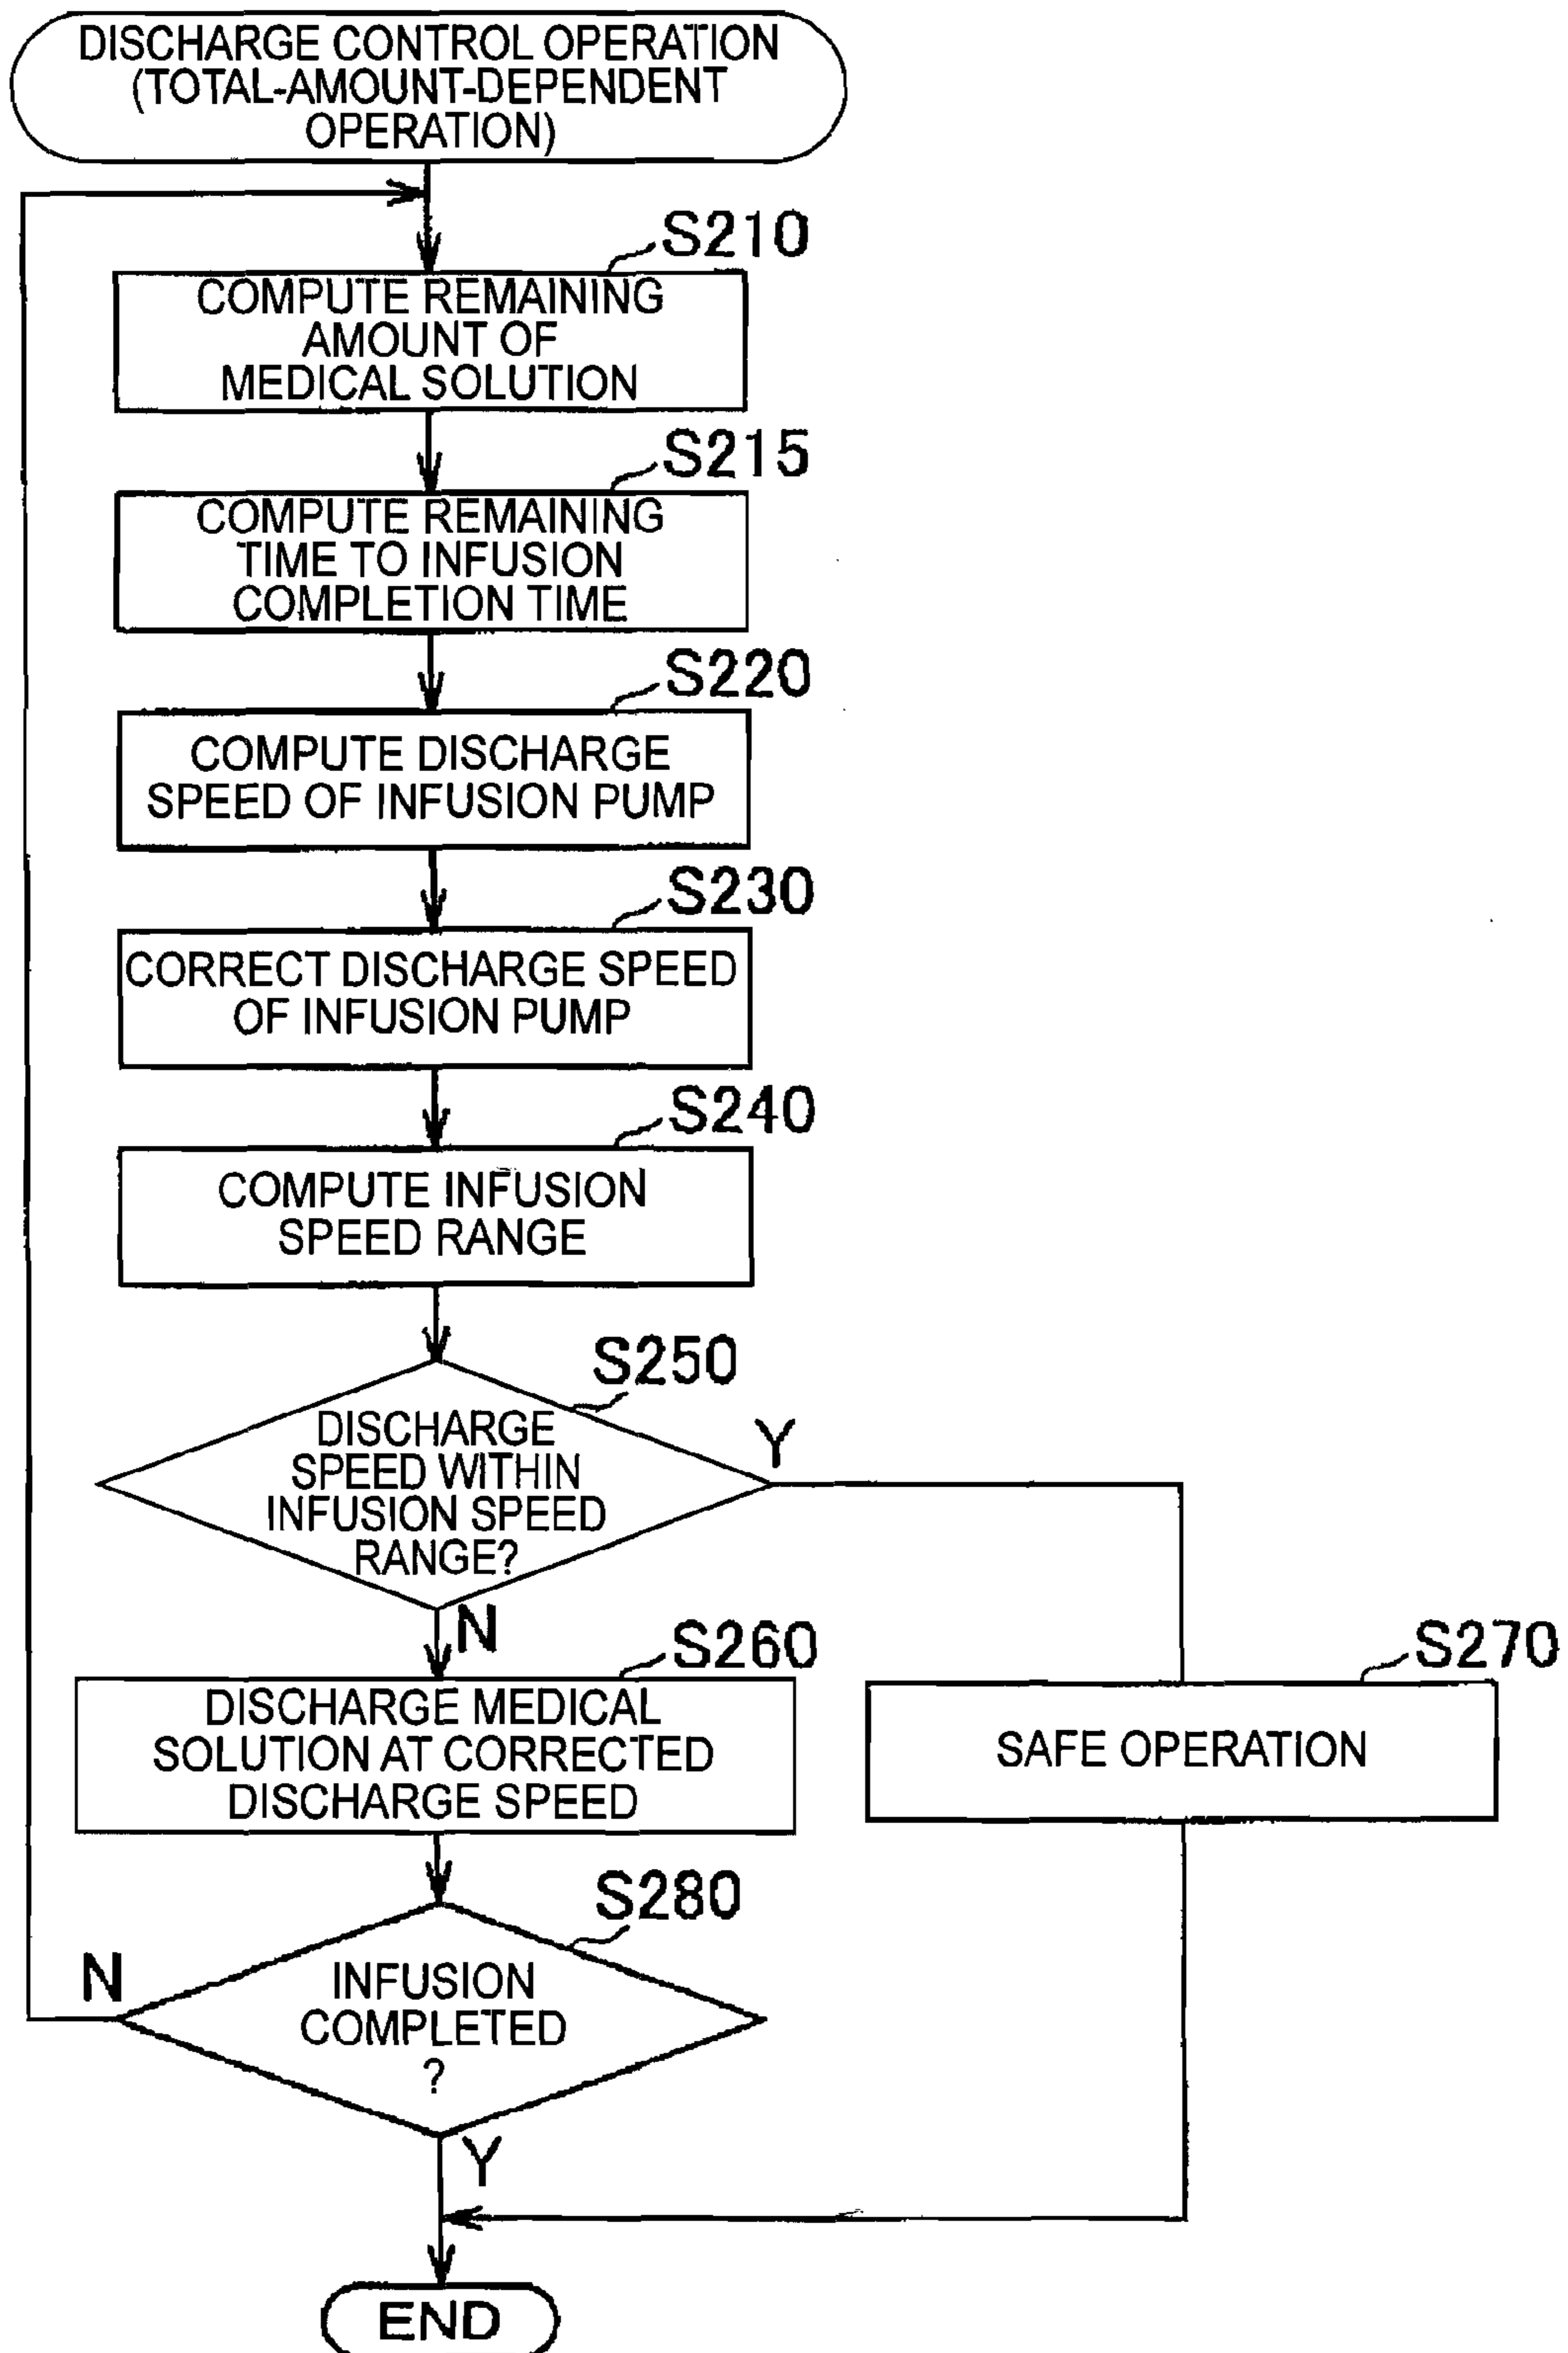 DISCHARGE CONTROL OPERATION
(TOTAL-AMOUNT-DEPENDENT
OPERATION)
S210
COMPUTE REMAINING
AMOUNT OF
MEDICAL SOLUTION
S215
COMPUTE REMAINING
TIME TO INFUSION
COMPLETION TIME
S220
COMPUTE DISCHARGE
SPEED OF INFUSION PUMP
S230
CORRECT DISCHARGE SPEED
OF INFUSION PUMP
S240
COMPUTE INFUSION
SPEED RANGE
S250
DISCHARGE
SPEED WITHIN
INFUSION SPEED
RANGE?
Y
N
S260
DISCHARGE MEDICAL
SOLUTION AT CORRECTED
DISCHARGE SPEED
S270
SAFE OPERATION
S280
INFUSION
COMPLETED
?
N
Y
END